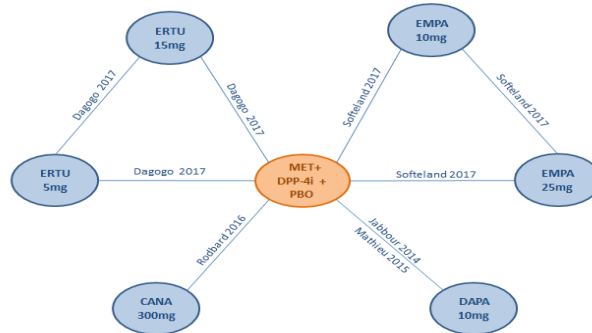 ERTU
15mg
EMPA
10mg
Dagogo 2017
Dagogo 2017
Softeland 2017
Softeland 2017
ERTU
5mg
Dagogo 2017
MET+
DPP-4i +
PBO
Softeland 2017
EMPA
25mg
Rodbard 2016
Jabbour 2014
Mathieu 2015
CANA
300mg
DAPA
10mg